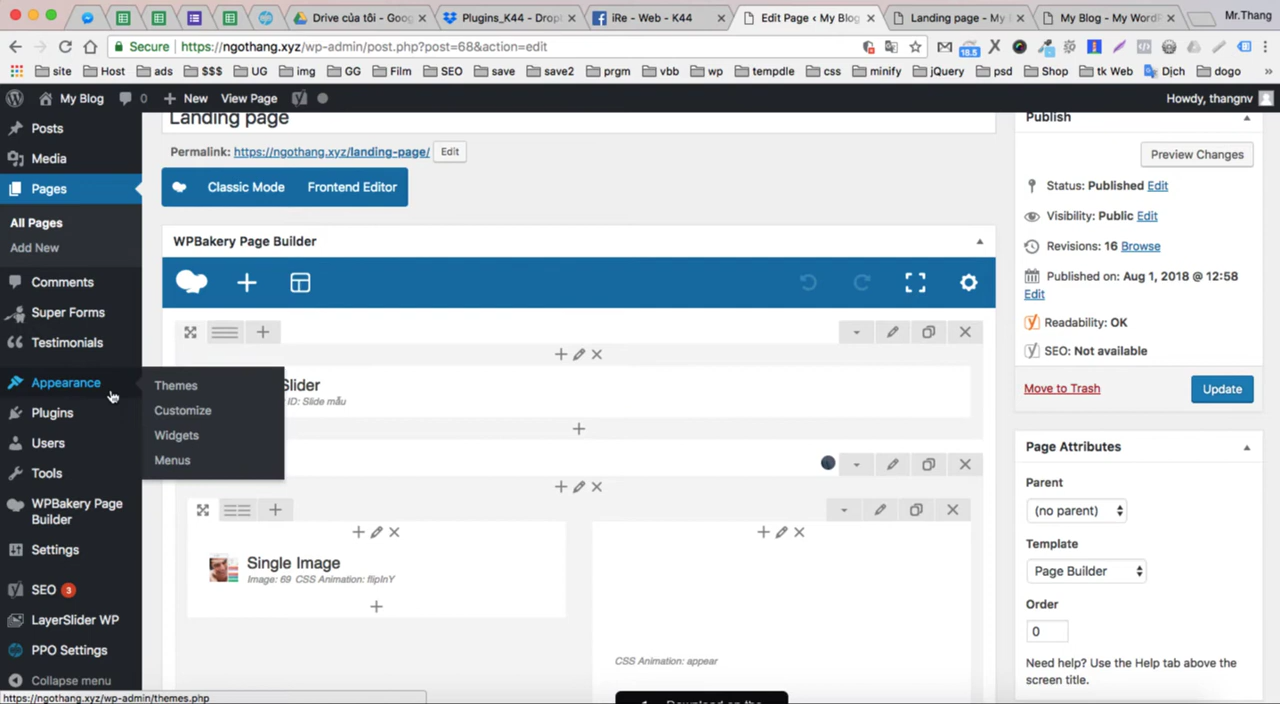 Drive của tôi - Goog
Plugins_K44 - Drop
iRe - Web - K44
Edit Page ‹ My Blog
Landing page - My
My Blog - My WordP
Mr.Thang
Secure
https://ngothang.xyz/wp-admin/post.php?post=68&action=edit
18.5
site
Host
ads
$$$
UG
img
GG
Film
SEO
save
save2
prgm
vbb
wp
tempdle
css
minify
jQuery
psd
Shop
tk Web
Dịch
dogo
»
My Blog
0
New
View Page
Howdy, thangnv
Posts
Media
Pages
All Pages
Add New
Comments
Super Forms
Testimonials
Appearance
Plugins
Users
Tools
WPBakery Page
Builder
Settings
SEO 3
LayerSlider WP
PPO Settings
Collapse menu
Themes
Customize
Widgets
Menus
Landing page
Permalink: https://ngothang.xyz/landing-page/ Edit
Classic Mode
Frontend Editor
WPBakery Page Builder
Slider
ID: Slide mẫu
Single Image
Image: 69 CSS Animation: flipInY
CSS Animation: appear
Download on the
Publish
Preview Changes
Status: Published Edit
Visibility: Public Edit
Revisions: 16 Browse
Published on: Aug 1, 2018 @ 12:58
Edit
Readability: OK
SEO: Not available
Move to Trash
Update
Page Attributes
Parent
(no parent)
Template
Page Builder
Order
0
Need help? Use the Help tab above the
screen title.
https://ngothang.xyz/wp-admin/themes.php